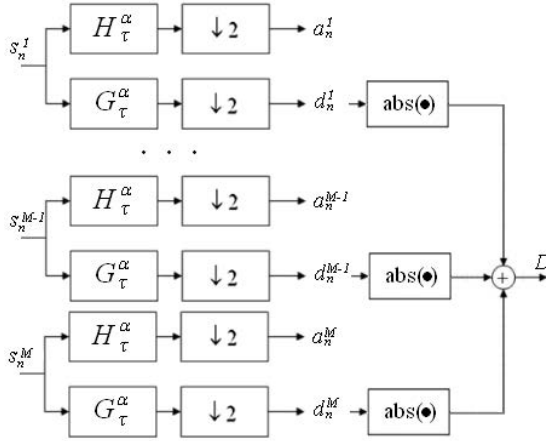 s_n^1 H_τ^α ↓2 a_n^1
G_τ^α ↓2 d_n^1 abs(•)
. . .
s_n^{M-1} H_τ^α ↓2 a_n^{M-1}
G_τ^α ↓2 d_n^{M-1} abs(•) + D
s_n^M H_τ^α ↓2 a_n^M
G_τ^α ↓2 d_n^M abs(•)